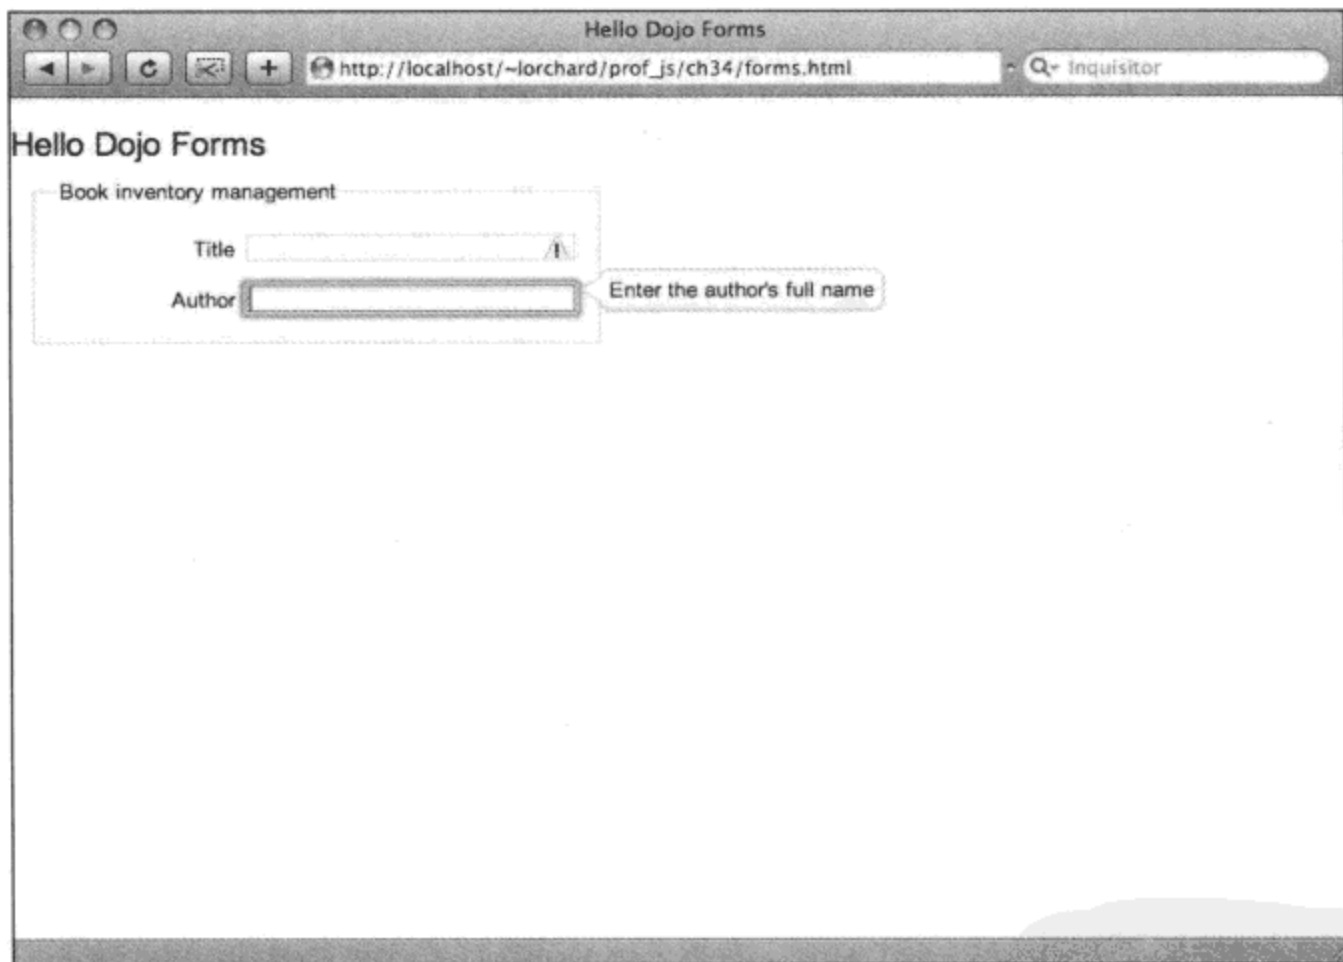 Hello Dojo Forms
http://localhost/~lorchard/prof_js/ch34/forms.html
Inquisitor
Hello Dojo Forms
Book inventory management
Title
Author
Enter the author's full name